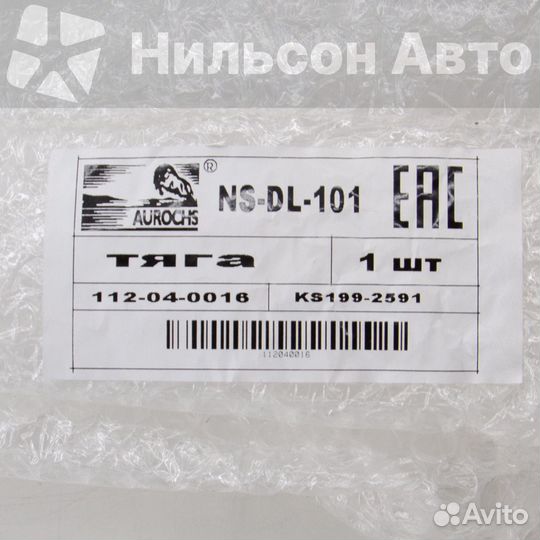 Нильсон Авто
AUROCHS ® NS-DL-101 EAC
тяга 1 шт
112-04-0016 KS199-2591
112040016
Avito